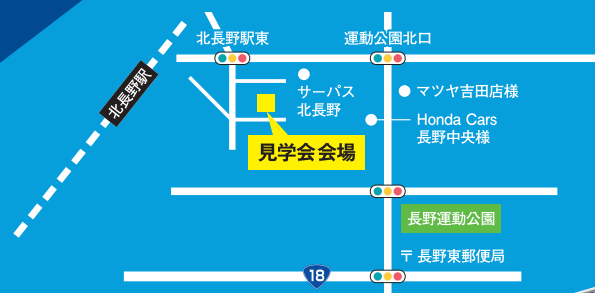 北長野駅東
運動公園北口
北長野駅
サーパス
北長野
マツヤ吉田店様
Honda Cars
長野中央様
見学会会場
長野運動公園
〒長野東郵便局
18